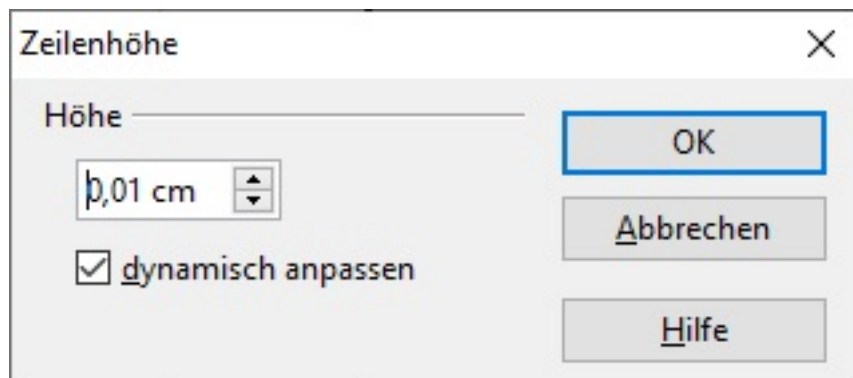 Zeilenhöhe
Höhe
OK
0,01 cm
Abbrechen
dynamisch anpassen
Hilfe